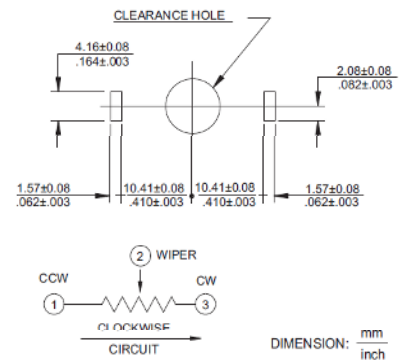 CLEARANCE HOLE
4.16±0.08
.164±.003
2.08±0.08
.082±.003
1.57±0.08
.062±.003
10.41±0.08
.410±.003
10.41±0.08
.410±.003
1.57±0.08
.062±.003
2 WIPER
CCW
CW
1
3
CLOCKWISE
CIRCUIT
DIMENSION: mm
inch